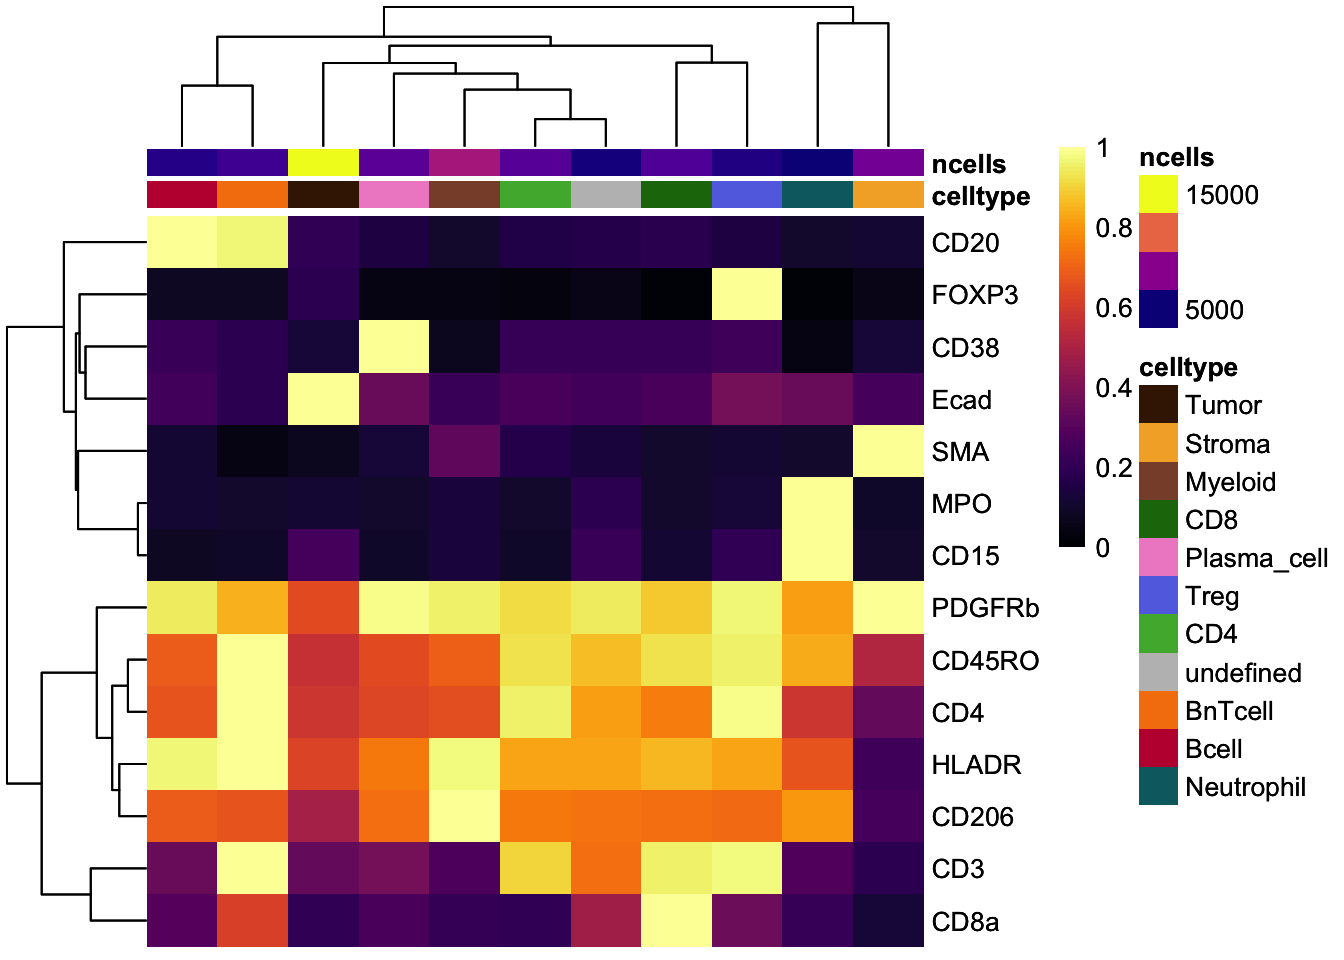 ncells
celltype
CD20
FOXP3
CD38
Ecad
SMA
MPO
CD15
PDGFRb
CD45RO
CD4
HLADR
CD206
CD3
CD8a
1
0.8
0.6
0.4
0.2
0
ncells
15000
5000
celltype
Tumor
Stroma
Myeloid
CD8
Plasma_cell
Treg
CD4
undefined
BnTcell
Bcell
Neutrophil